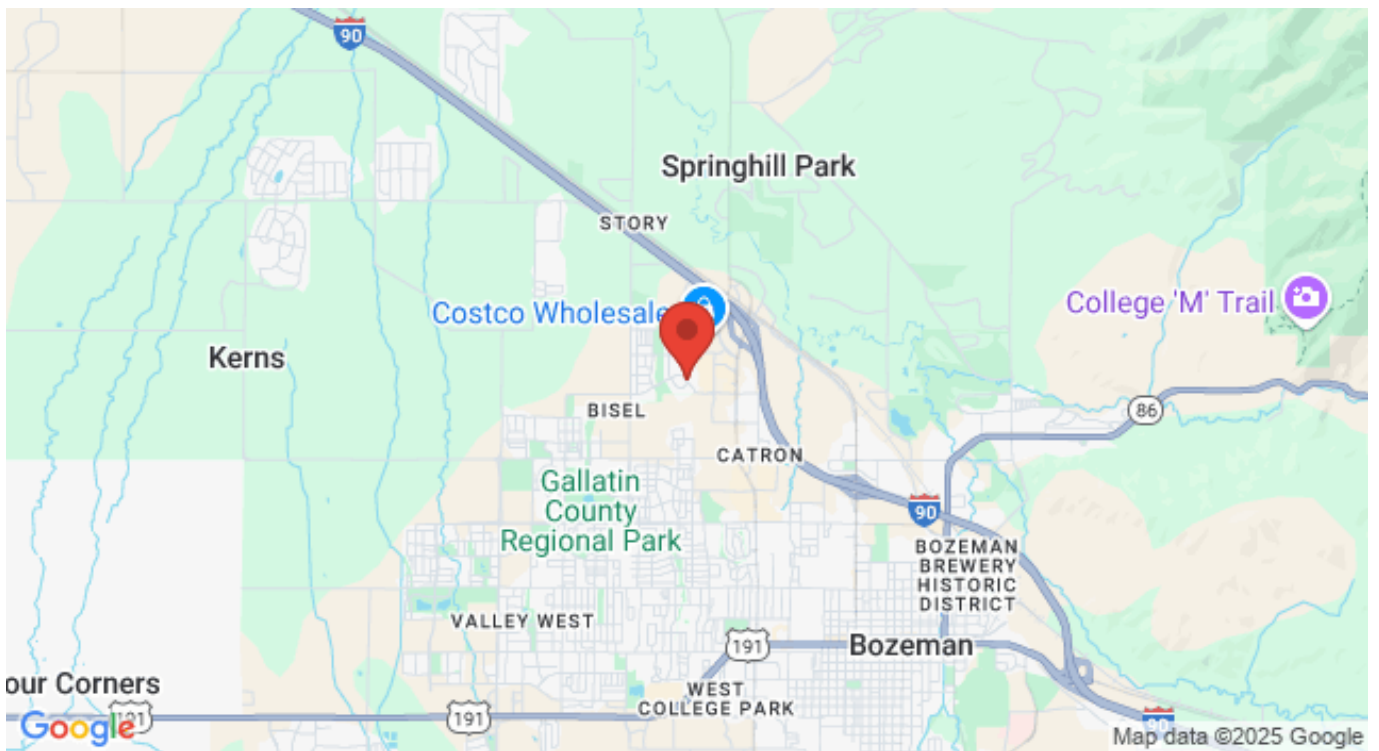 90
Springhill Park
STORY
Costco Wholesale
College 'M' Trail
Kerns
BISEL
86
CATRON
Gallatin
County
Regional Park
90
BOZEMAN
BREWERY
HISTORIC
DISTRICT
VALLEY WEST
191
Bozeman
our Corners
WEST
COLLEGE PARK
191
191
90
Google
Map data ©2025 Google